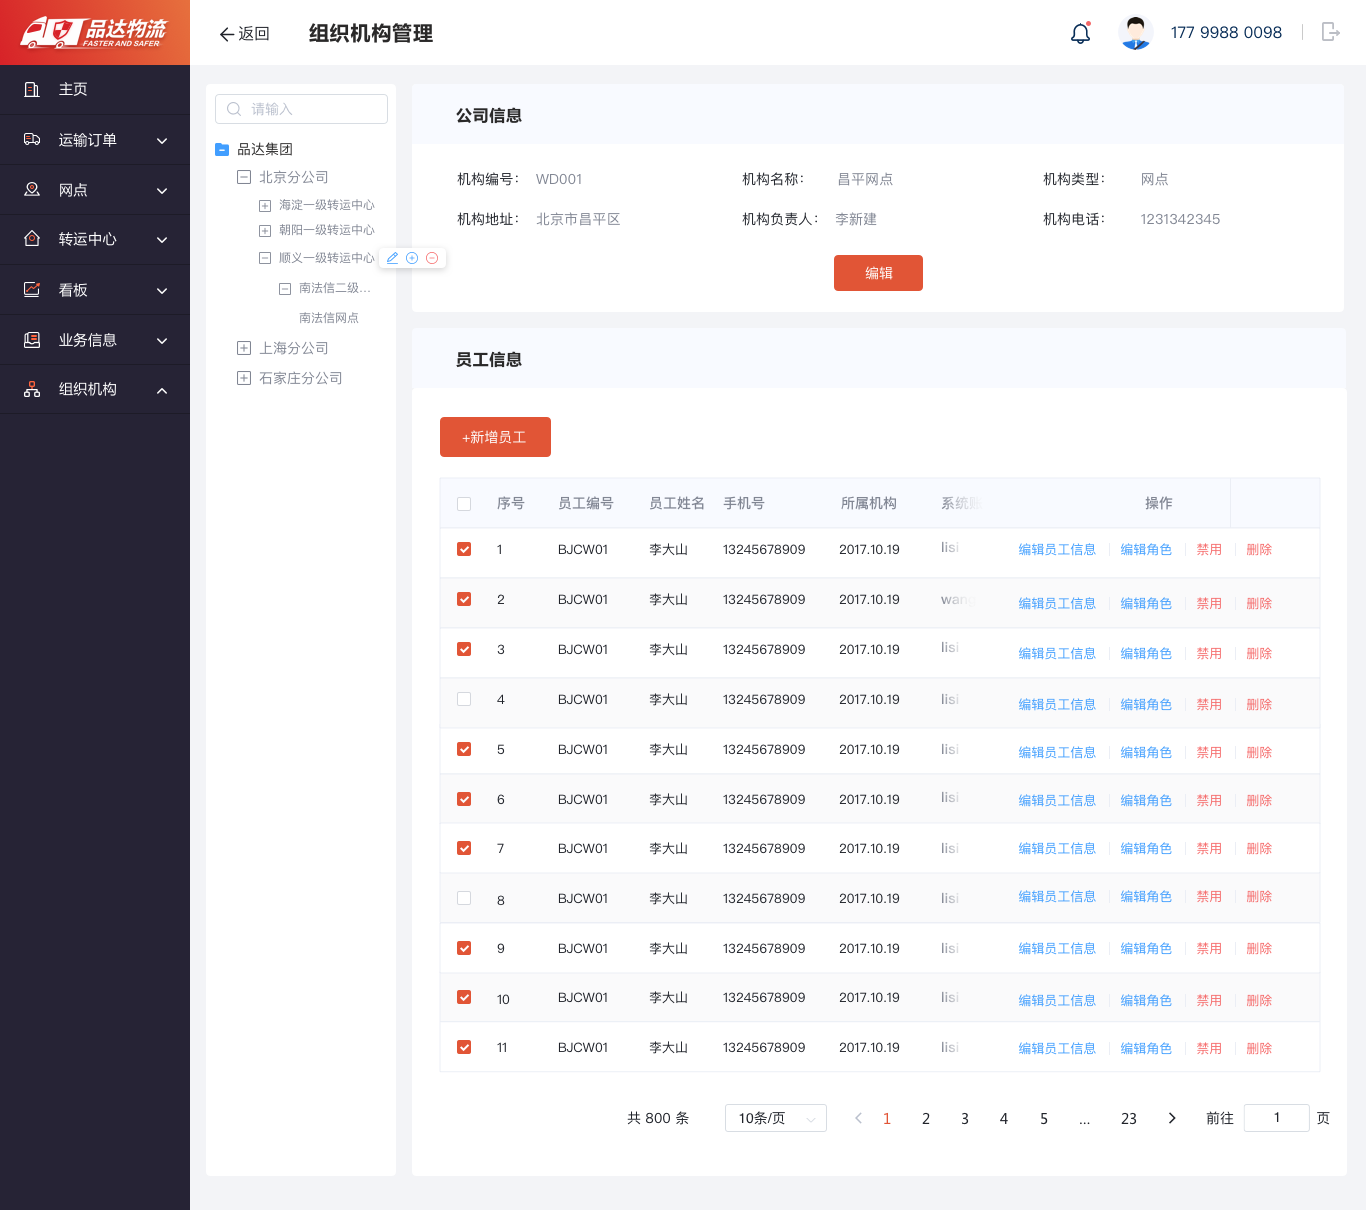 品达物流
FASTER AND SAFER
返回
组织机构管理
177 9988 0098
主页
运输订单
网点
转运中心
看板
业务信息
组织机构
请输入
品达集团
北京分公司
海淀一级转运中心
朝阳一级转运中心
顺义一级转运中心
南法信二级...
南法信网点
上海分公司
石家庄分公司
公司信息
机构编号: WD001 机构名称: 昌平网点 机构类型: 网点
机构地址: 北京市昌平区 机构负责人: 李新建 机构电话: 1231342345
编辑
员工信息
+新增员工
序号 员工编号 员工姓名 手机号 所属机构 系统账 操作
1 BJCW01 李大山 13245678909 2017.10.19 lisi 编辑员工信息 编辑角色 禁用 删除
2 BJCW01 李大山 13245678909 2017.10.19 wang 编辑员工信息 编辑角色 禁用 删除
3 BJCW01 李大山 13245678909 2017.10.19 lisi 编辑员工信息 编辑角色 禁用 删除
4 BJCW01 李大山 13245678909 2017.10.19 lisi 编辑员工信息 编辑角色 禁用 删除
5 BJCW01 李大山 13245678909 2017.10.19 lisi 编辑员工信息 编辑角色 禁用 删除
6 BJCW01 李大山 13245678909 2017.10.19 lisi 编辑员工信息 编辑角色 禁用 删除
7 BJCW01 李大山 13245678909 2017.10.19 lisi 编辑员工信息 编辑角色 禁用 删除
8 BJCW01 李大山 13245678909 2017.10.19 lisi 编辑员工信息 编辑角色 禁用 删除
9 BJCW01 李大山 13245678909 2017.10.19 lisi 编辑员工信息 编辑角色 禁用 删除
10 BJCW01 李大山 13245678909 2017.10.19 lisi 编辑员工信息 编辑角色 禁用 删除
11 BJCW01 李大山 13245678909 2017.10.19 lisi 编辑员工信息 编辑角色 禁用 删除
共 800 条 10条/页 1 2 3 4 5 ... 23 前往 1 页